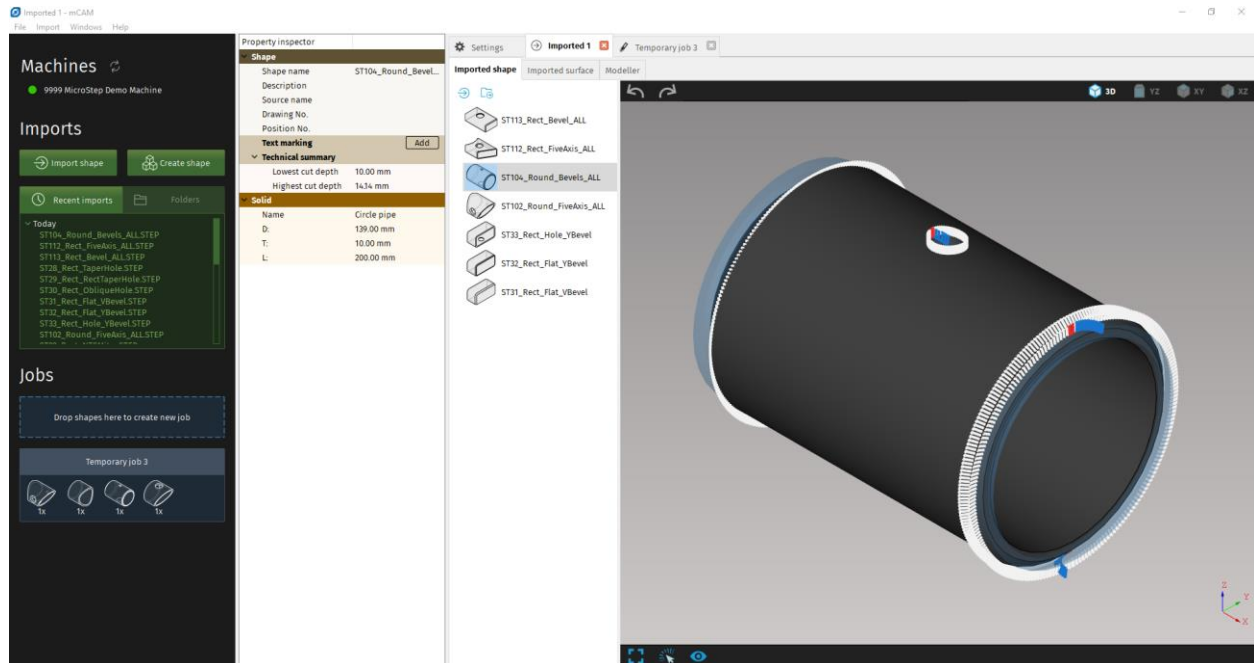 Imported 1 - mCAM
File Import Windows Help
Machines
9999 MicroStep Demo Machine
Imports
Import shape
Create shape
Recent imports
Folders
Today
ST104_Round_Bevels_ALL.STEP
ST112_Rect_FiveAxis_ALL.STEP
ST113_Rect_Bevel_ALL.STEP
ST28_Rect_TaperHole.STEP
ST29_Rect_RectTaperHole.STEP
ST30_Rect_ObliqueHole.STEP
ST31_Rect_Flat_VBevel.STEP
ST32_Rect_Flat_YBevel.STEP
ST33_Rect_Hole_YBevel.STEP
ST102_Round_FiveAxis_ALL.STEP
Jobs
Drop shapes here to create new job
Temporary job 3
1x 1x 1x 1x
Property inspector
Shape
Shape name ST104_Round_Bevel...
Description
Source name
Drawing No.
Position No.
Text marking Add
Technical summary
Lowest cut depth 10.00 mm
Highest cut depth 14.14 mm
Solid
Name Circle pipe
D: 139.00 mm
T: 10.00 mm
L: 200.00 mm
Settings
Imported 1
Temporary job 3
Imported shape Imported surface Modeller
ST113_Rect_Bevel_ALL
ST112_Rect_FiveAxis_ALL
ST104_Round_Bevels_ALL
ST102_Round_FiveAxis_ALL
ST33_Rect_Hole_YBevel
ST32_Rect_Flat_YBevel
ST31_Rect_Flat_VBevel
3D YZ XY XZ
Z
Y
X